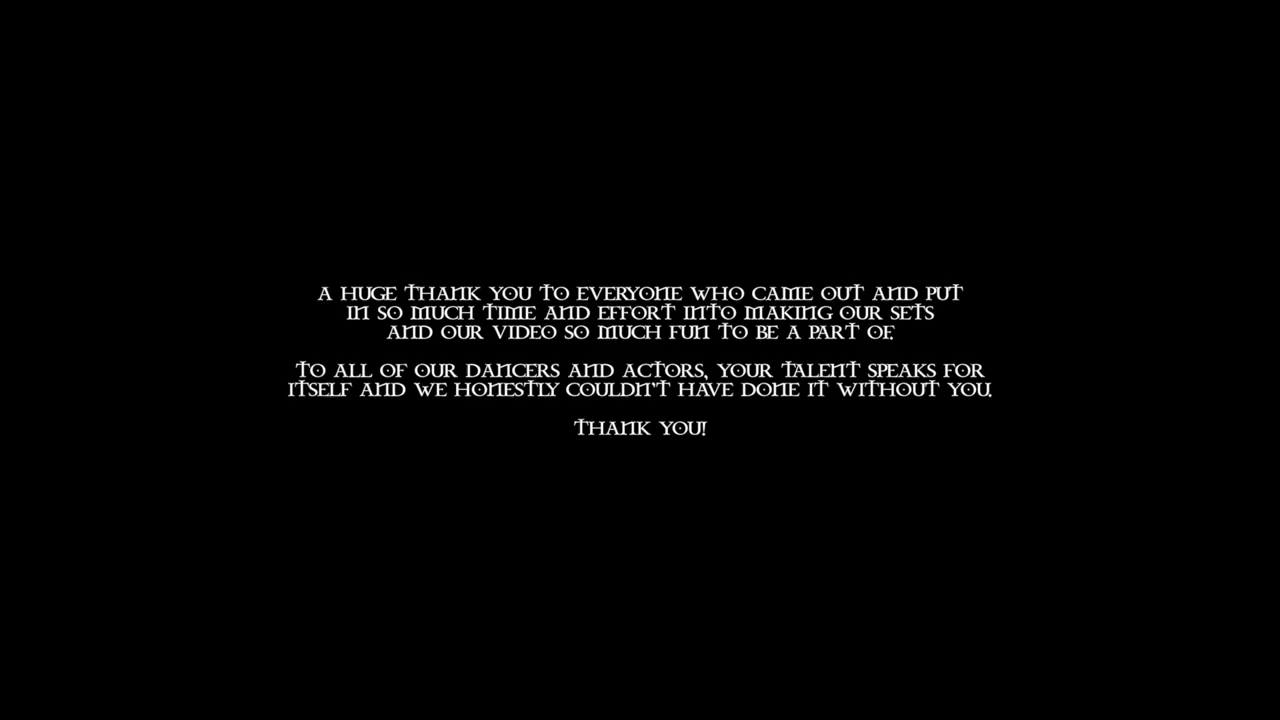 A HUGE THANK YOU TO EVERYONE WHO CAME OUT AND PUT
IN SO MUCH TIME AND EFFORT INTO MAKING OUR SETS
AND OUR VIDEO SO MUCH FUN TO BE A PART OF.
TO ALL OF OUR DANCERS AND ACTORS, YOUR TALENT SPEAKS FOR
ITSELF AND WE HONESTLY COULDN'T HAVE DONE IT WITHOUT YOU.
THANK YOU!